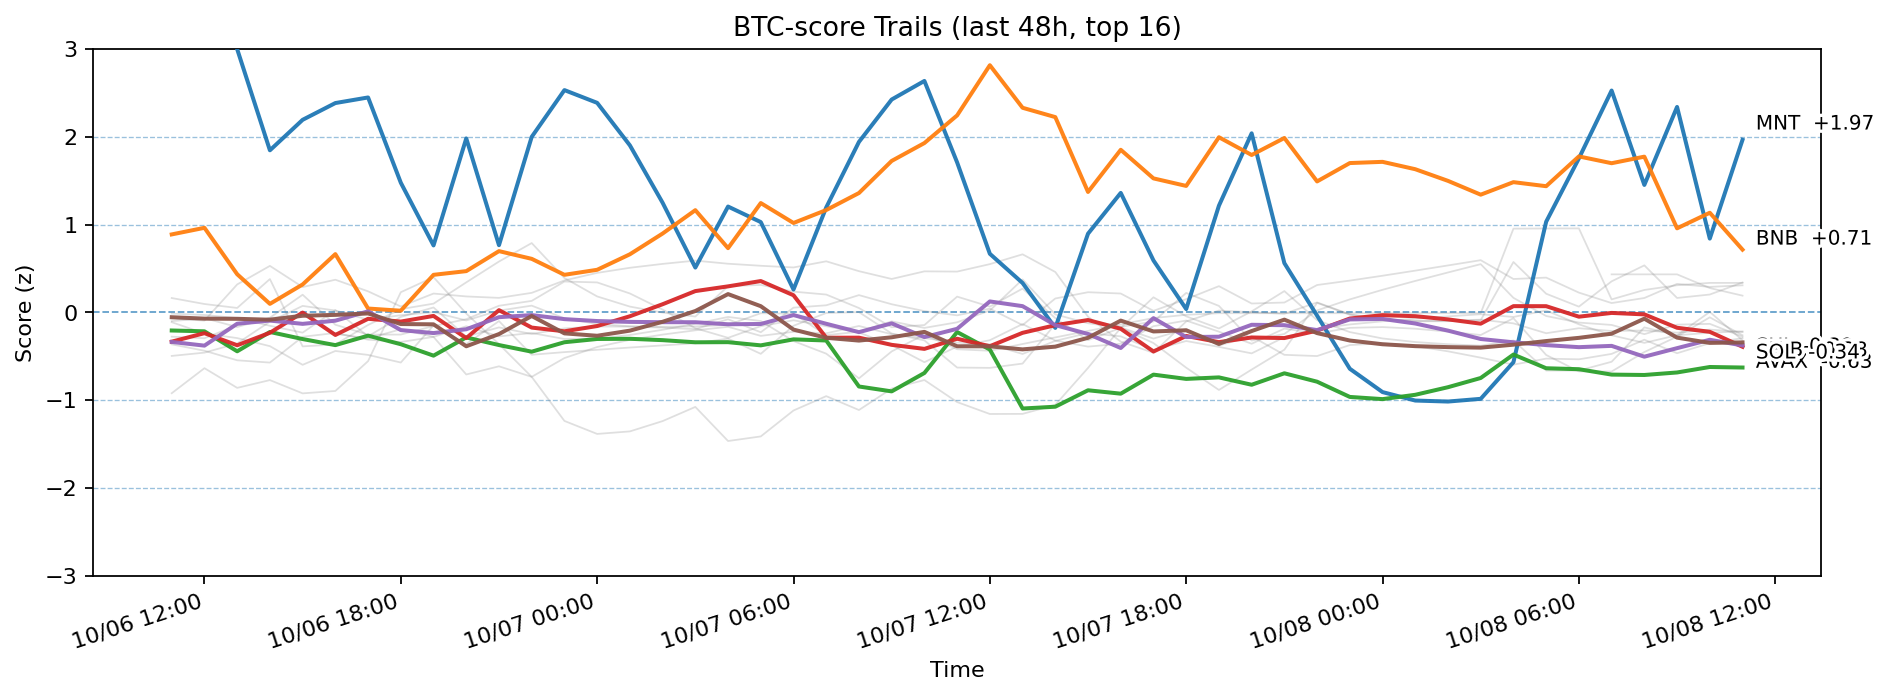 BTC-score Trails (last 48h, top 16)
Score (z)
3
2
1
0
−1
−2
−3
MNT +1.97
BNB +0.71
SOL -0.34
AVAX -0.63
10/06 12:00
10/06 18:00
10/07 00:00
10/07 06:00
10/07 12:00
10/07 18:00
10/08 00:00
10/08 06:00
10/08 12:00
Time